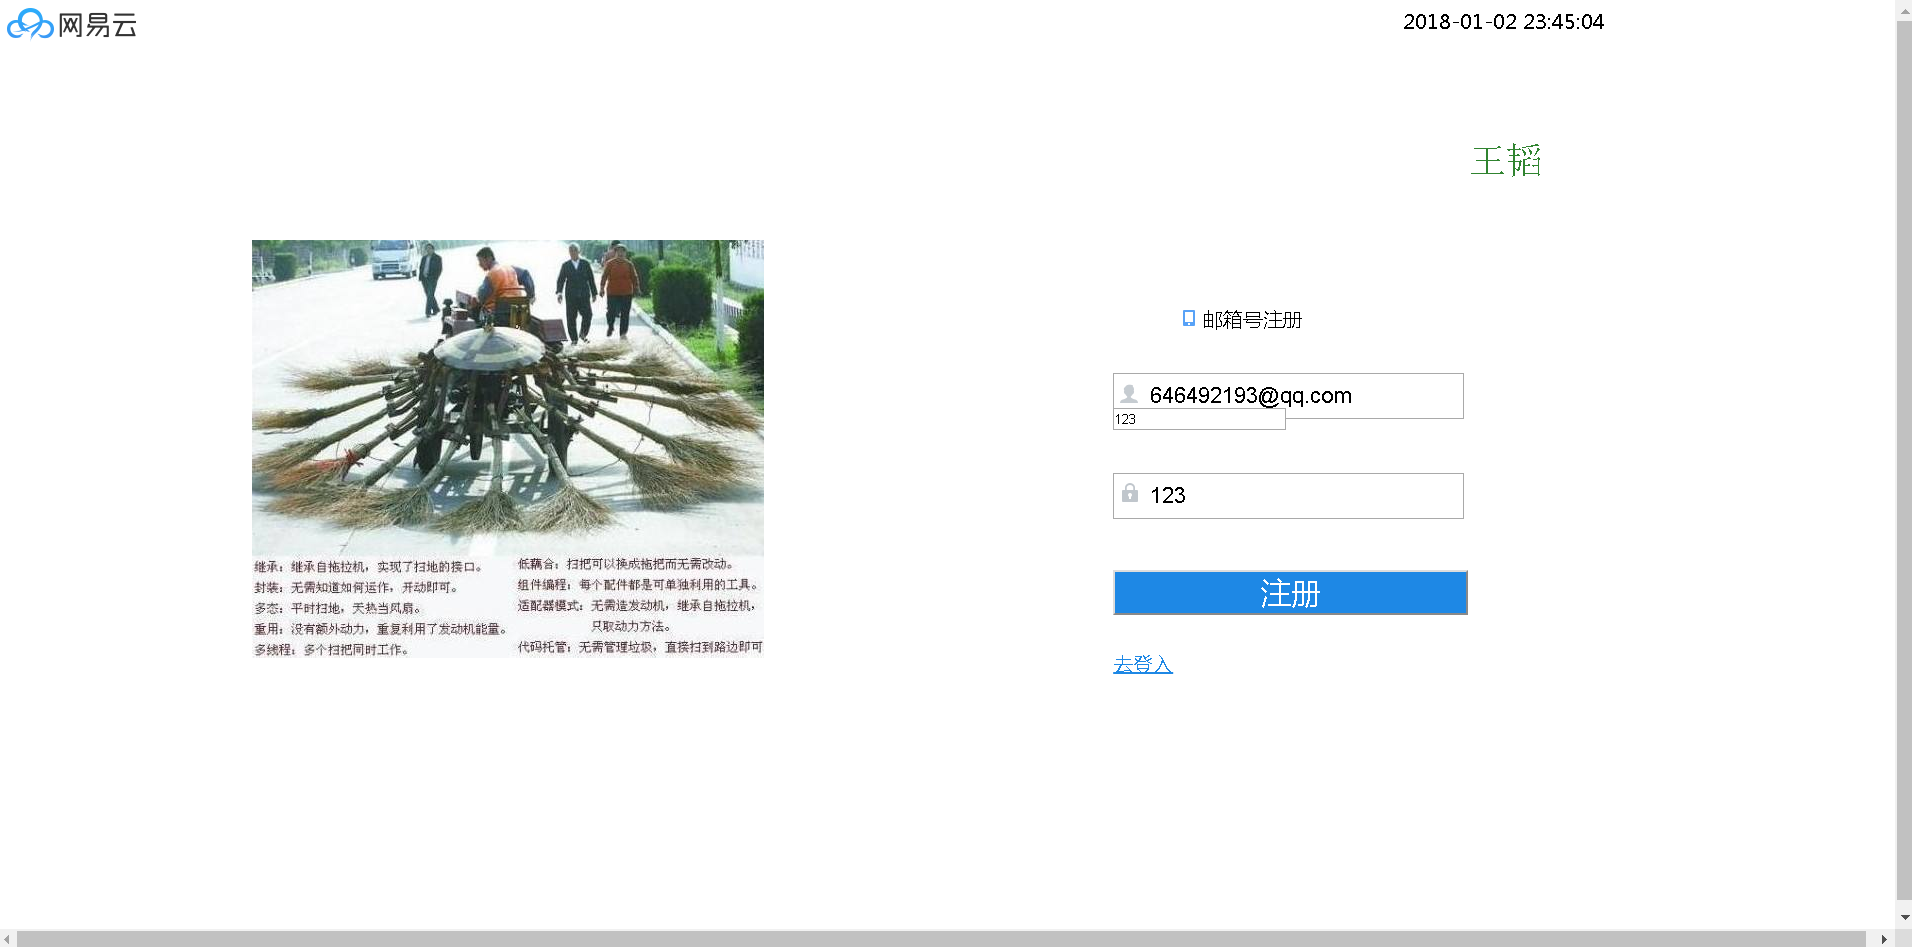 网易云
2018-01-02 23:45:04
王韬
邮箱号注册
646492193@qq.com
123
123
注册
去登入
继承：继承自拖拉机，实现了扫地的接口。
封装：无需知道如何运作，开动即可。
多态：平时扫地，天热当风扇。
重用：没有额外动力，重复利用了发动机能量。
多线程：多个扫把同时工作。
低藕合：扫把可以换成拖把而无需改动。
组件编程：每个配件都是可单独利用的工具。
适配器模式：无需造发动机，继承自拖拉机，
只取动力方法。
代码托管：无需管理垃圾，直接扫到路边即可